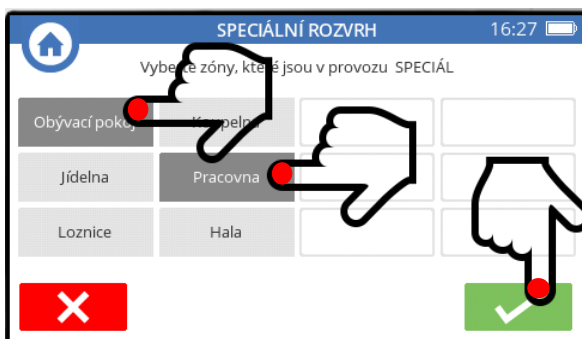 SPECIÁLNÍ ROZVRH 16:27
Vyberte zóny, které jsou v provozu SPECIÁL
Obývací pokoj Koupelna
Jídelna Pracovna
Loznice Hala